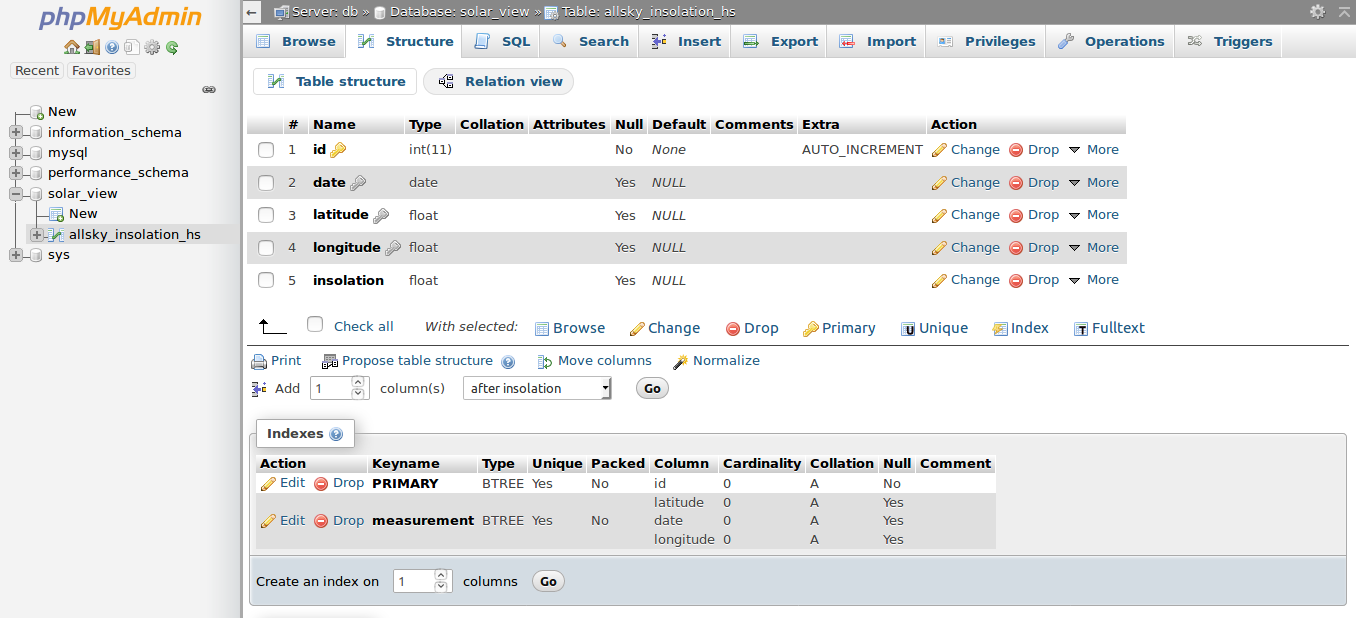 phpMyAdmin
Recent Favorites
New
information_schema
mysql
performance_schema
solar_view
New
allsky_insolation_hs
sys
Server: db » Database: solar_view » Table: allsky_insolation_hs
Browse Structure SQL Search Insert Export Import Privileges Operations Triggers
Table structure Relation view
# Name Type Collation Attributes Null Default Comments Extra Action
1 id int(11) No None AUTO_INCREMENT Change Drop More
2 date date Yes NULL Change Drop More
3 latitude float Yes NULL Change Drop More
4 longitude float Yes NULL Change Drop More
5 insolation float Yes NULL Change Drop More
Check all With selected: Browse Change Drop Primary Unique Index Fulltext
Print Propose table structure Move columns Normalize
Add 1 column(s) after insolation Go
Indexes
Action Keyname Type Unique Packed Column Cardinality Collation Null Comment
Edit Drop PRIMARY BTREE Yes No id 0 A No
latitude 0 A Yes
Edit Drop measurement BTREE Yes No date 0 A Yes
longitude 0 A Yes
Create an index on 1 columns Go